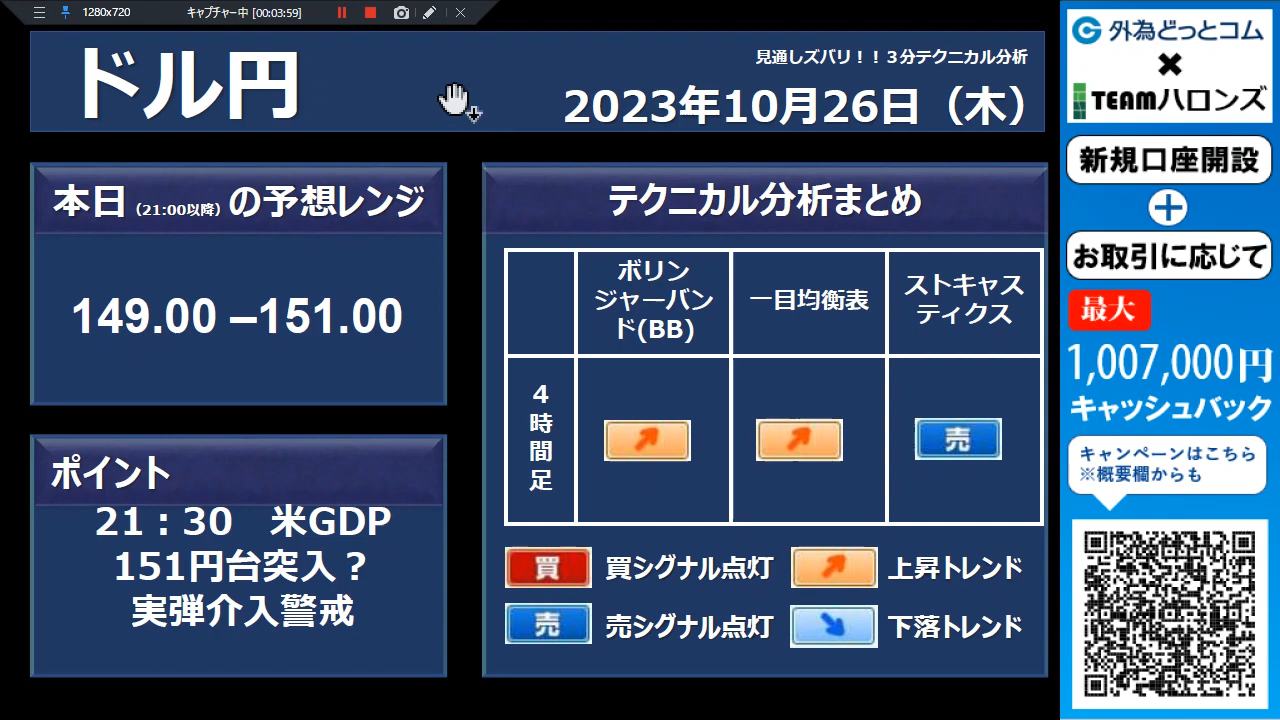 1280x720
キャプチャー中 [00:03:59]
ドル円
見通しズバリ！！３分テクニカル分析
2023年10月26日（木）
本日（21:00以降）の予想レンジ
149.00 –151.00
ポイント
21：30　米GDP
151円台突入？
実弾介入警戒
テクニカル分析まとめ
ボリン
ジャーバン
ド(BB)
一目均衡表
ストキャス
ティクス
４
時
間
足
売
買
買シグナル点灯
上昇トレンド
売
売シグナル点灯
下落トレンド
外為どっとコム
×
TEAMハロンズ
新規口座開設
+
お取引に応じて
最大
1,007,000円
キャッシュバック
キャンペーンはこちら
※概要欄からも